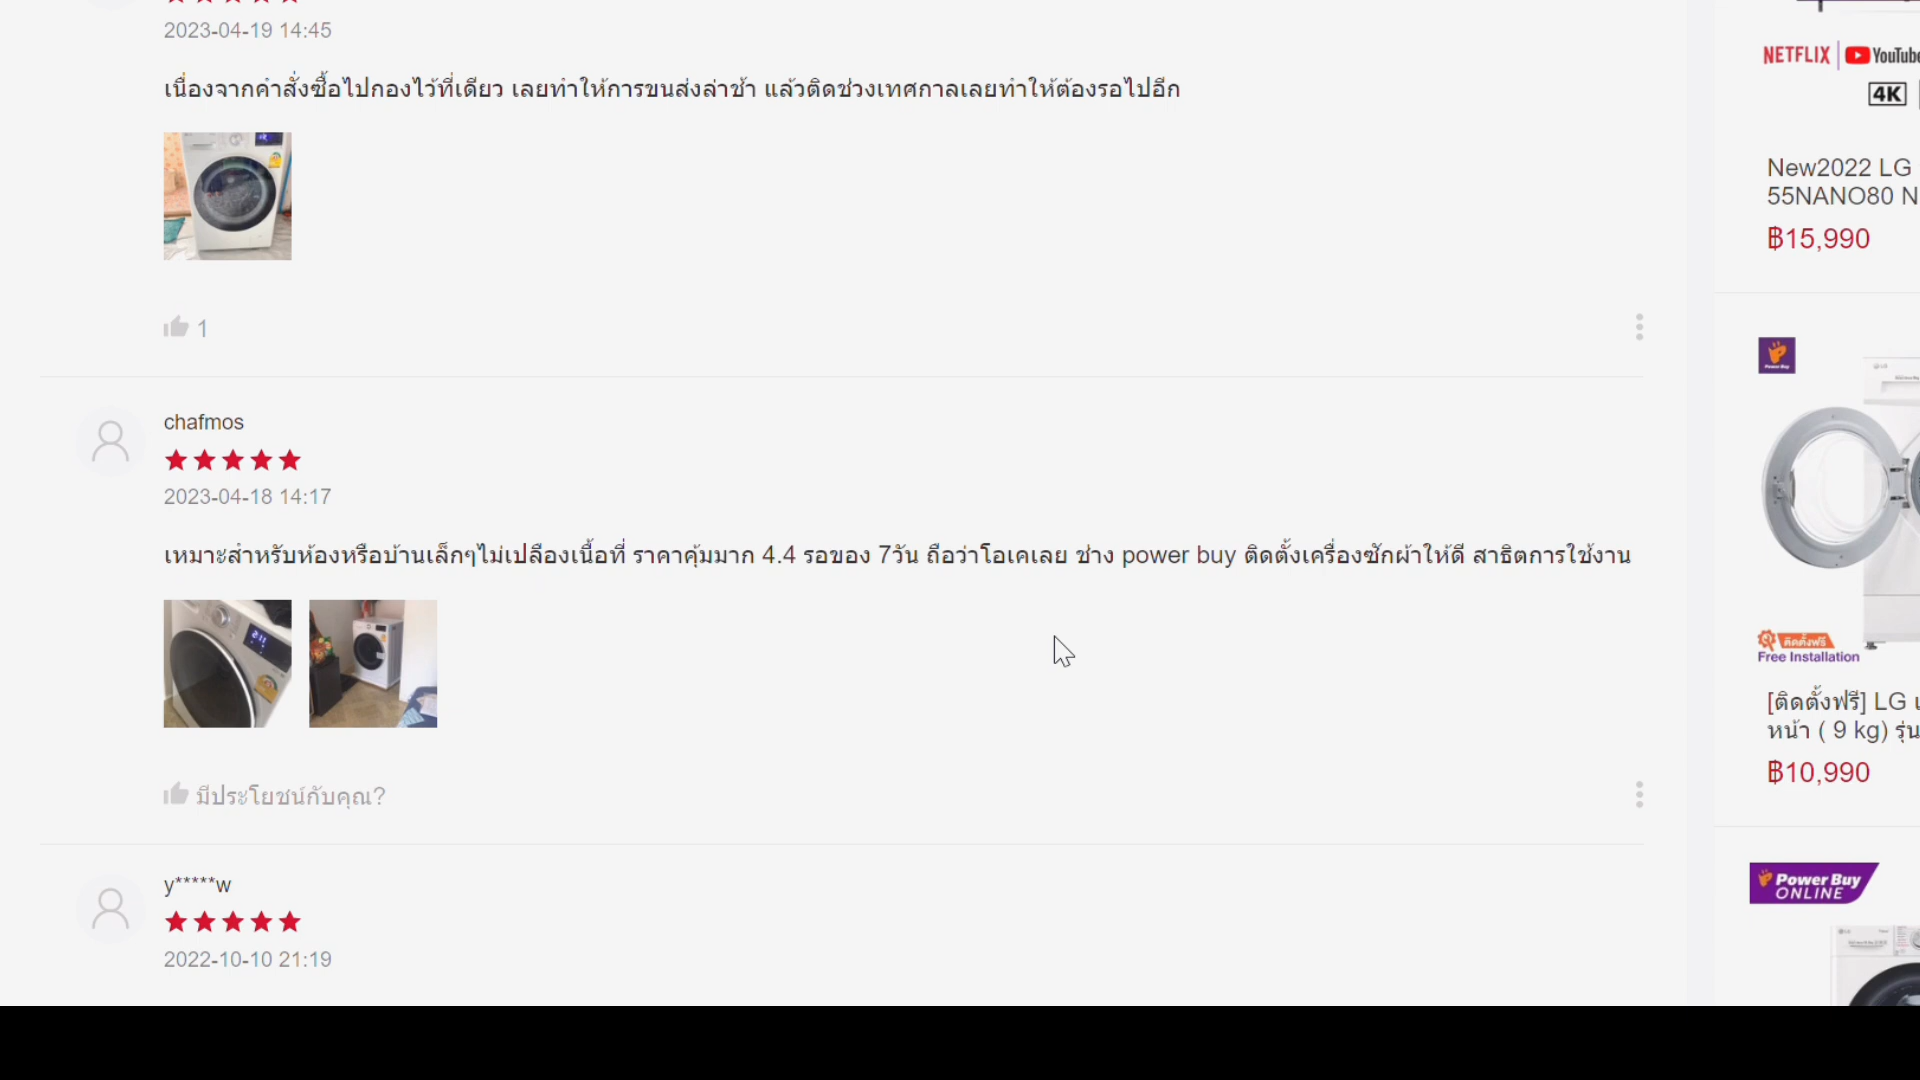 2023-04-19 14:45
เนื่องจากคำสั่งซื้อไปกองไว้ที่เดียว เลยทำให้การขนส่งล่าช้า แล้วติดช่วงเทศกาลเลยทำให้ต้องรอไปอีก
1
chafmos
2023-04-18 14:17
เหมาะสำหรับห้องหรือบ้านเล็กๆไม่เปลืองเนื้อที่ ราคาคุ้มมาก 4.4 รอของ 7วัน ถือว่าโอเคเลย ช่าง power buy ติดตั้งเครื่องซักผ้าให้ดี สาธิตการใช้งาน
2:11
มีประโยชน์กับคุณ?
y*****w
2022-10-10 21:19
NETFLIX YouTube
4K
New2022 LG
55NANO80 N
฿15,990
Power Buy
ติดตั้งฟรี
Free Installation
[ติดตั้งฟรี] LG เ
หน้า ( 9 kg) รุ่น
฿10,990
Power Buy
ONLINE